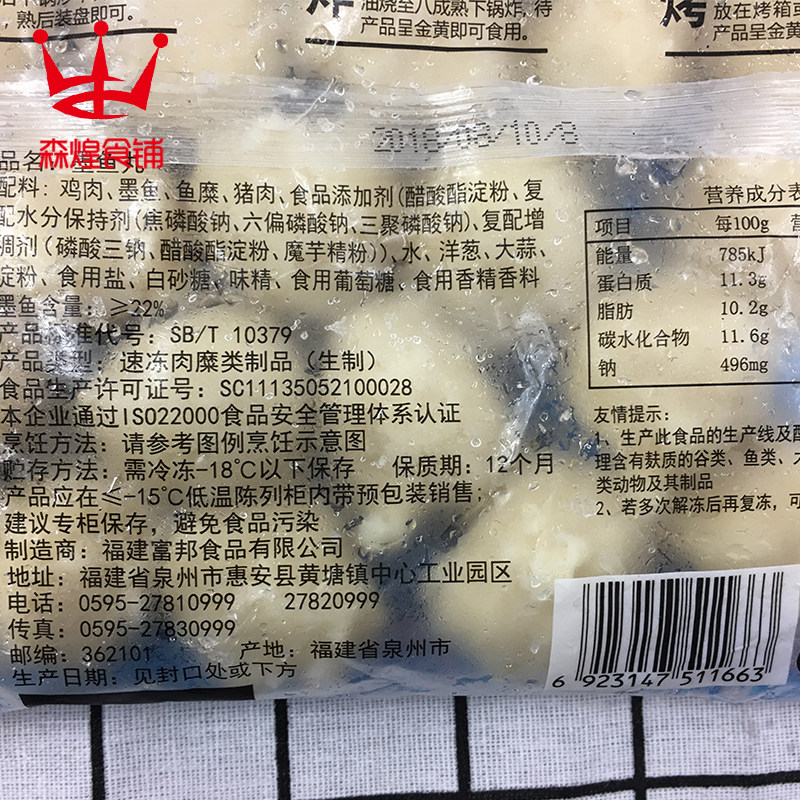 熟后装盘即可。
炸
油烧至八成熟下锅炸，待
产品呈金黄即可食用。
烤
放在烤箱
产品呈金黄
森煌食铺
2018/08/10/8
品名：墨鱼丸
配料：鸡肉、墨鱼、鱼糜、猪肉、食品添加剂(醋酸酯淀粉、复
配水分保持剂(焦磷酸钠、六偏磷酸钠、三聚磷酸钠)、复配增
稠剂（磷酸三钠、醋酸酯淀粉、魔芋精粉))、水、洋葱、大蒜、
淀粉、食用盐、白砂糖、味精、食用葡萄糖、食用香精香料
墨鱼含量：≥22%
产品标准代号：SB/T 10379
产品类型：速冻肉糜类制品（生制）
食品生产许可证号：SC11135052100028
本企业通过ISO22000食品安全管理体系认证
烹饪方法：请参考图例烹饪示意图
贮存方法：需冷冻-18℃以下保存 保质期：12个月
产品应在≤-15℃低温陈列柜内带预包装销售；
建议专柜保存，避免食品污染
制造商：福建富邦食品有限公司
地址：福建省泉州市惠安县黄塘镇中心工业园区
电话：0595-27810999 27820999
传真：0595-27830999
邮编：362101 产地：福建省泉州市
生产日期：见封口处或下方
营养成分表
项目 每100g
能量 785kJ
蛋白质 11.3g
脂肪 10.2g
碳水化合物 11.6g
钠 496mg
友情提示：
1、生产此食品的生产线及配
理含有麸质的谷类、鱼类、
类动物及其制品
2、若多次解冻后再复冻，可
6 923147 511663